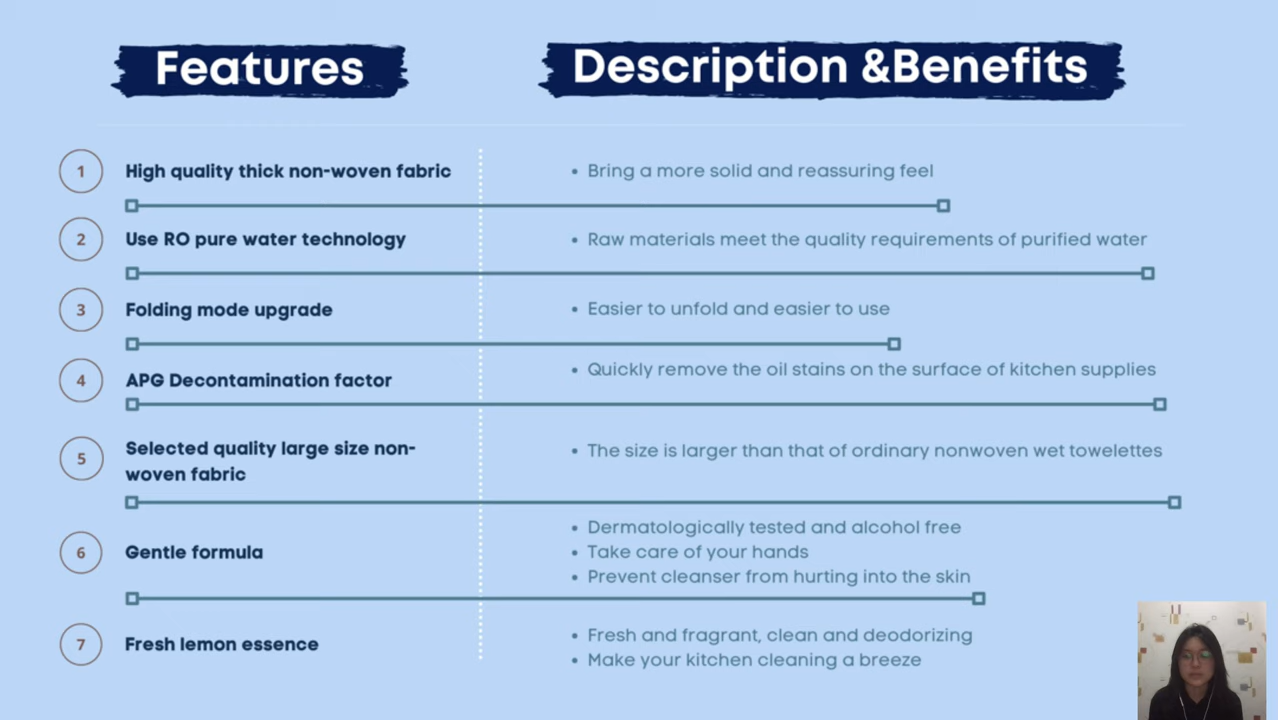 Features
Description &Benefits
1
High quality thick non-woven fabric
• Bring a more solid and reassuring feel
2
Use RO pure water technology
• Raw materials meet the quality requirements of purified water
3
Folding mode upgrade
• Easier to unfold and easier to use
4
APG Decontamination factor
• Quickly remove the oil stains on the surface of kitchen supplies
5
Selected quality large size non-
woven fabric
• The size is larger than that of ordinary nonwoven wet towelettes
6
Gentle formula
• Dermatologically tested and alcohol free
• Take care of your hands
• Prevent cleanser from hurting into the skin
7
Fresh lemon essence
• Fresh and fragrant, clean and deodorizing
• Make your kitchen cleaning a breeze